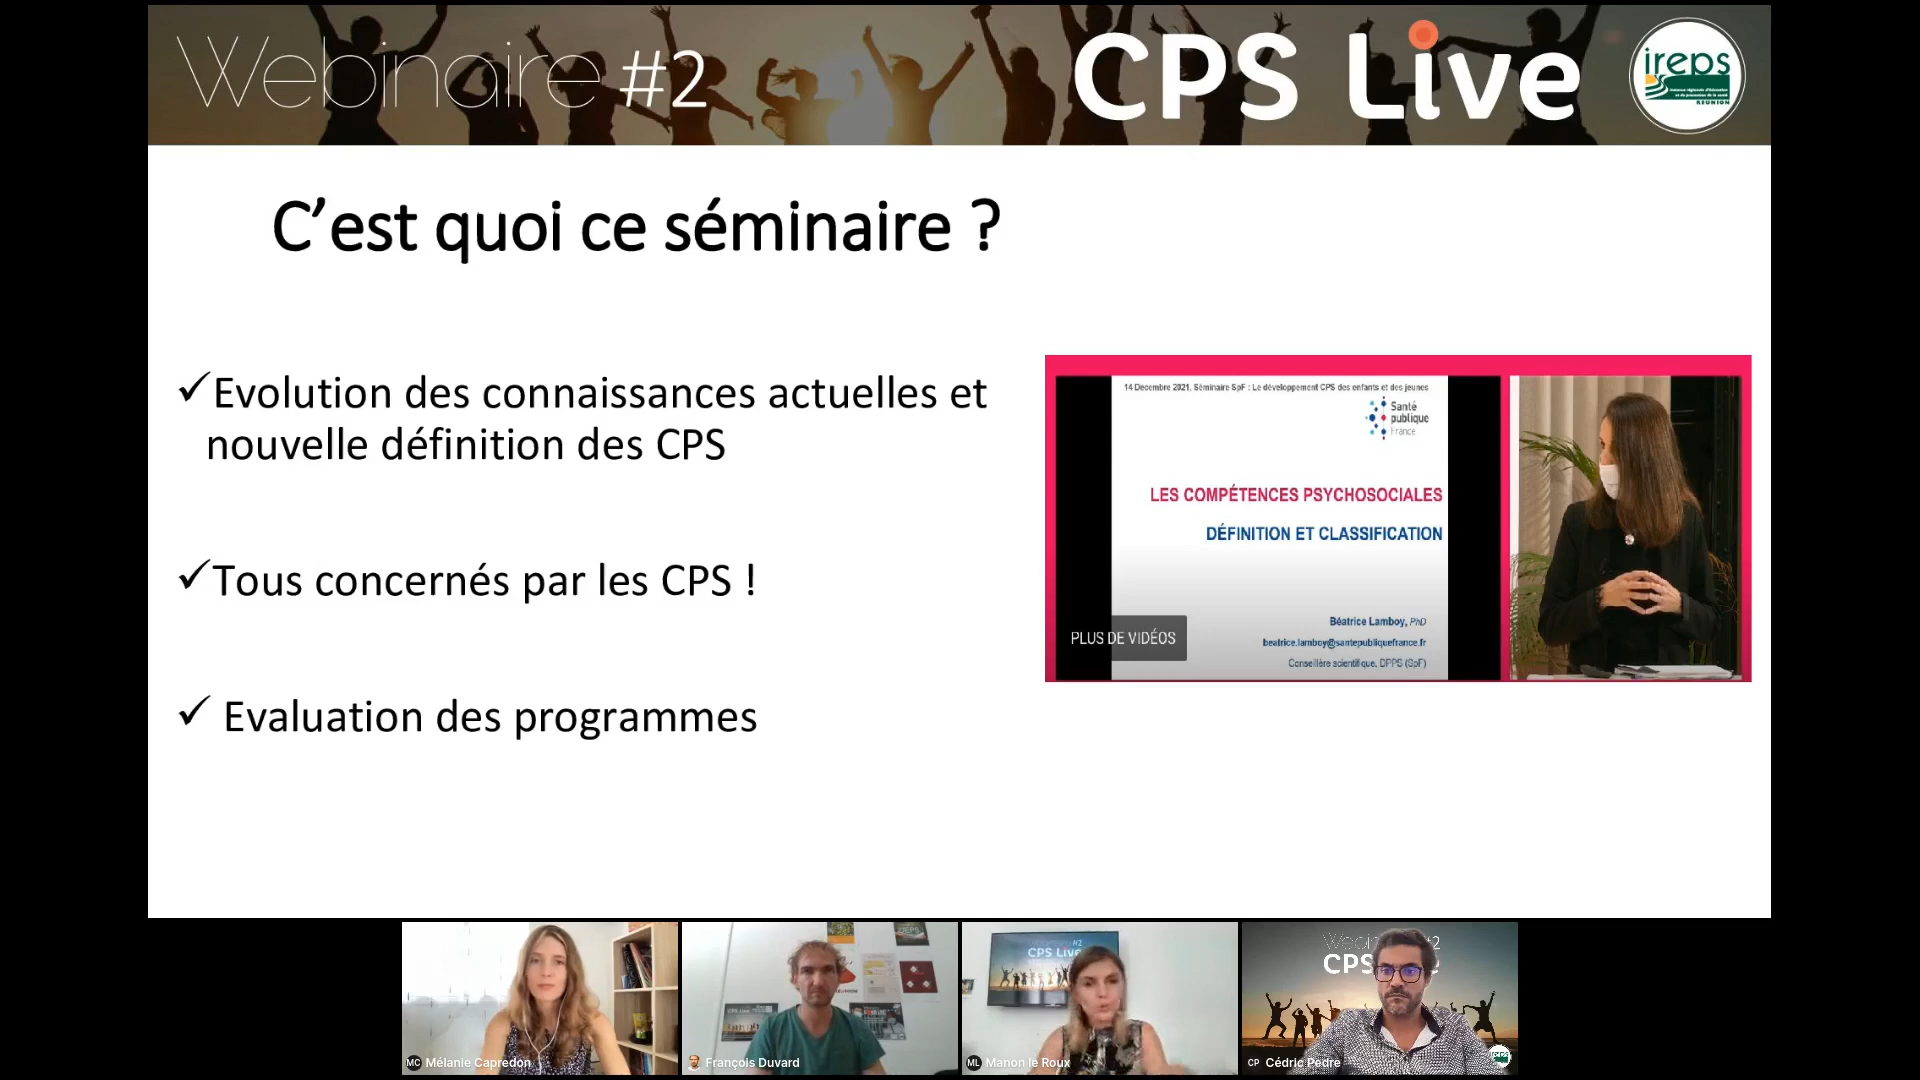 Webinaire #2
CPS Live
ireps
RÉUNION
C’est quoi ce séminaire ?
✓Evolution des connaissances actuelles et
nouvelle définition des CPS
✓Tous concernés par les CPS !
✓ Evaluation des programmes
14 Decembre 2021, Séminaire SpF : Le développement CPS des enfants et des jeunes
Santé
publique
France
LES COMPÉTENCES PSYCHOSOCIALES
DÉFINITION ET CLASSIFICATION
Béatrice Lamboy, PhD
beatrice.lamboy@santepubliquefrance.fr
Conseillère scientifique, DPPS (SpF)
PLUS DE VIDÉOS
CPS Live
MC Mélanie Capredon
François Duvard
ML Manon le Roux
CP Cédric Pedre